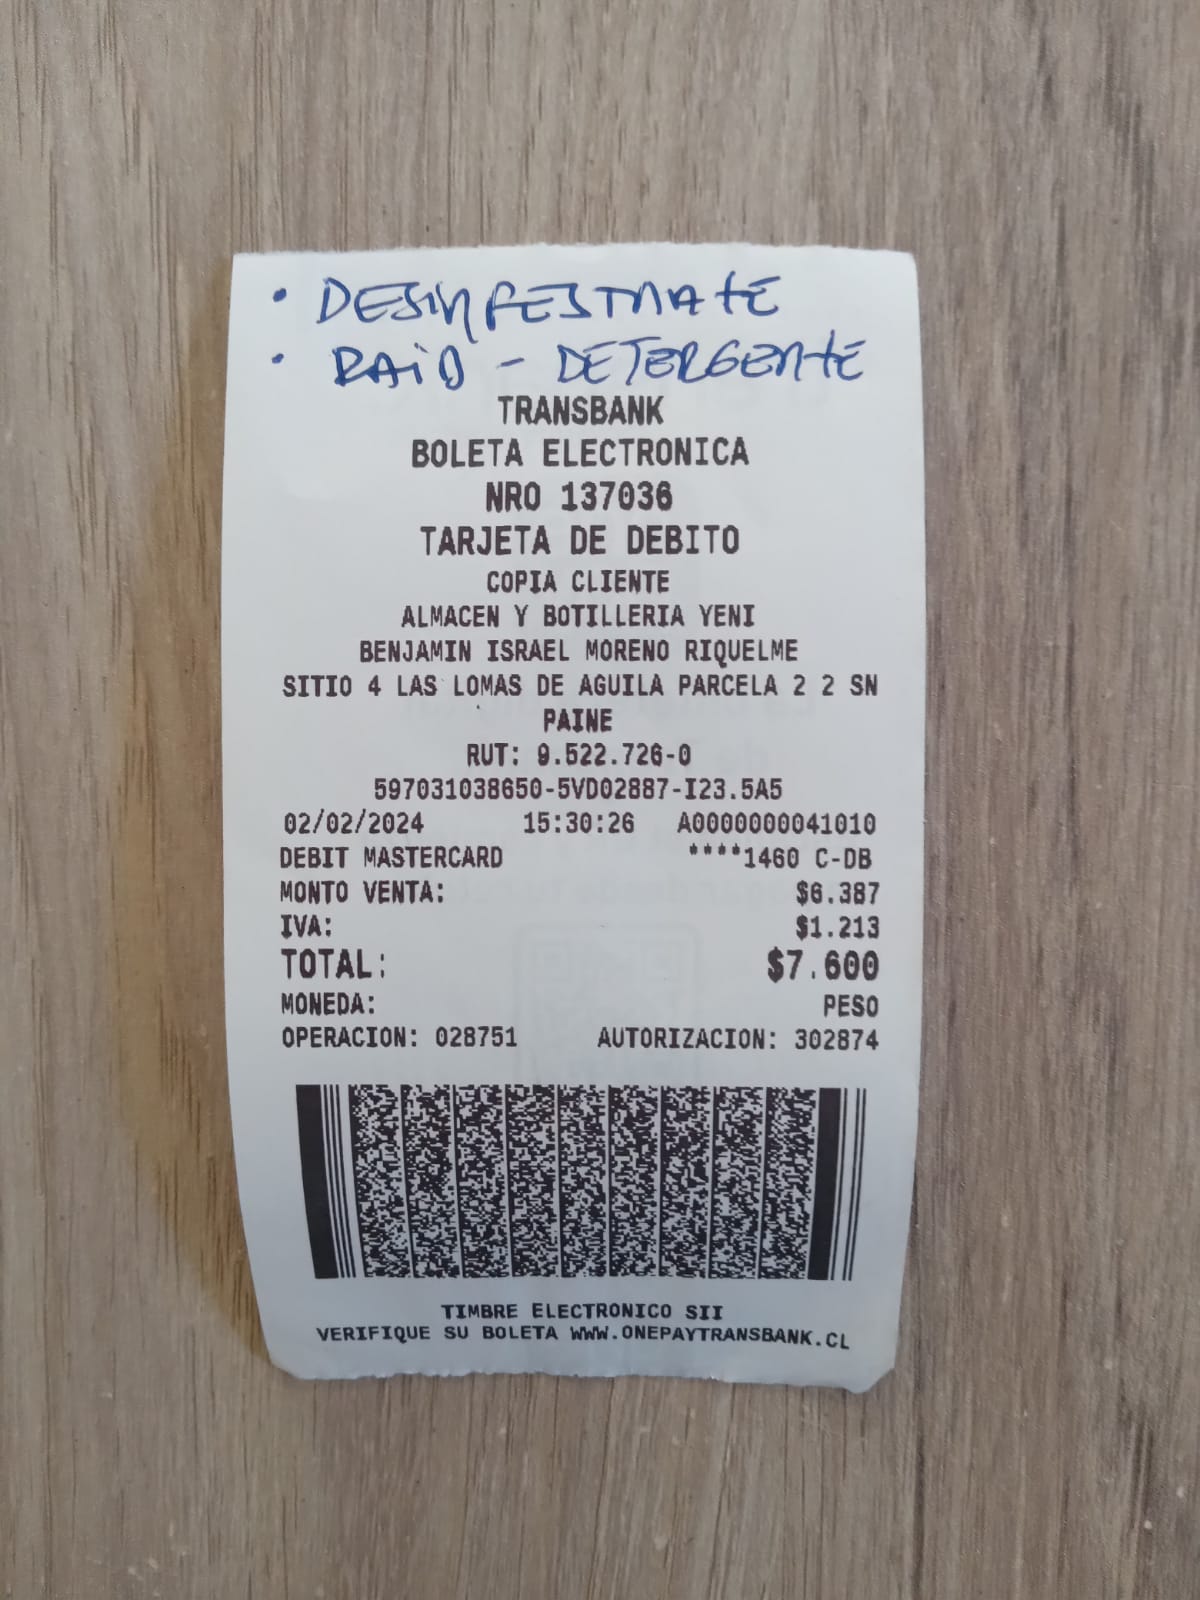 • DESINFESTNATE
• RAID - DETERGENTE
TRANSBANK
BOLETA ELECTRONICA
NRO 137036
TARJETA DE DEBITO
COPIA CLIENTE
ALMACEN Y BOTILLERIA YENI
BENJAMIN ISRAEL MORENO RIQUELME
SITIO 4 LAS LOMAS DE AGUILA PARCELA 2 2 SN
PAINE
RUT: 9.522.726-0
597031038650-5VD02887-I23.5A5
02/02/2024 15:30:26 A0000000041010
DEBIT MASTERCARD ****1460 C-DB
MONTO VENTA: $6.387
IVA: $1.213
TOTAL: $7.600
MONEDA: PESO
OPERACION: 028751 AUTORIZACION: 302874
TIMBRE ELECTRONICO SII
VERIFIQUE SU BOLETA WWW.ONEPAYTRANSBANK.CL